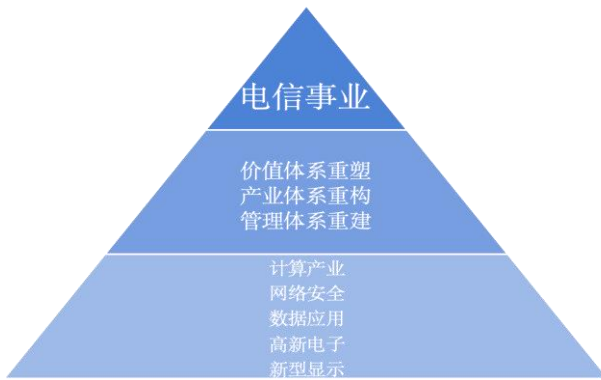 电信事业
价值体系重塑
产业体系重构
管理体系重建
计算产业
网络安全
数据应用
高新电子
新型显示